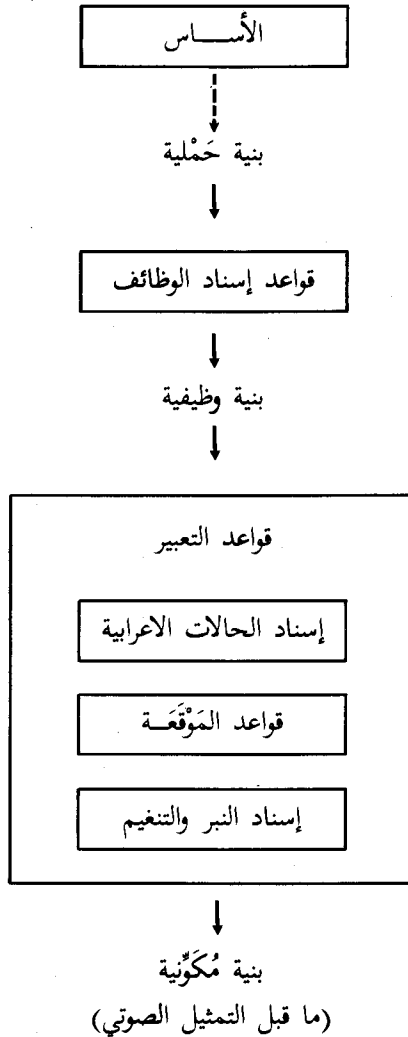 الأســـاس
بنية حَمْلية
قواعد إسناد الوظائف
بنية وظيفية
قواعد التعبير
إسناد الحالات الاعرابية
قواعد المَوْقَعَــة
إسناد النبر والتنغيم
بنية مُكَوِّنية
(ما قبل التمثيل الصوتي)